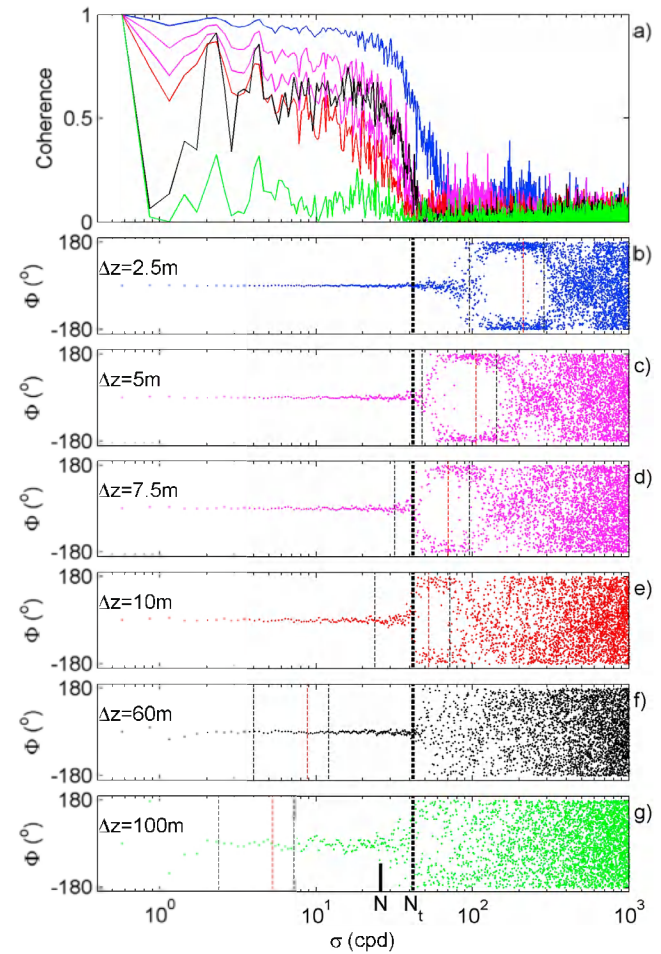 a)
1
0.5
0
Coherence
b)
180
-180
Φ (°)
Δz=2.5m
c)
180
-180
Φ (°)
Δz=5m
d)
180
-180
Φ (°)
Δz=7.5m
e)
180
-180
Φ (°)
Δz=10m
f)
180
-180
Φ (°)
Δz=60m
g)
180
-180
Φ (°)
Δz=100m
N
N_t
10⁰
10¹
10²
10³
σ (cpd)